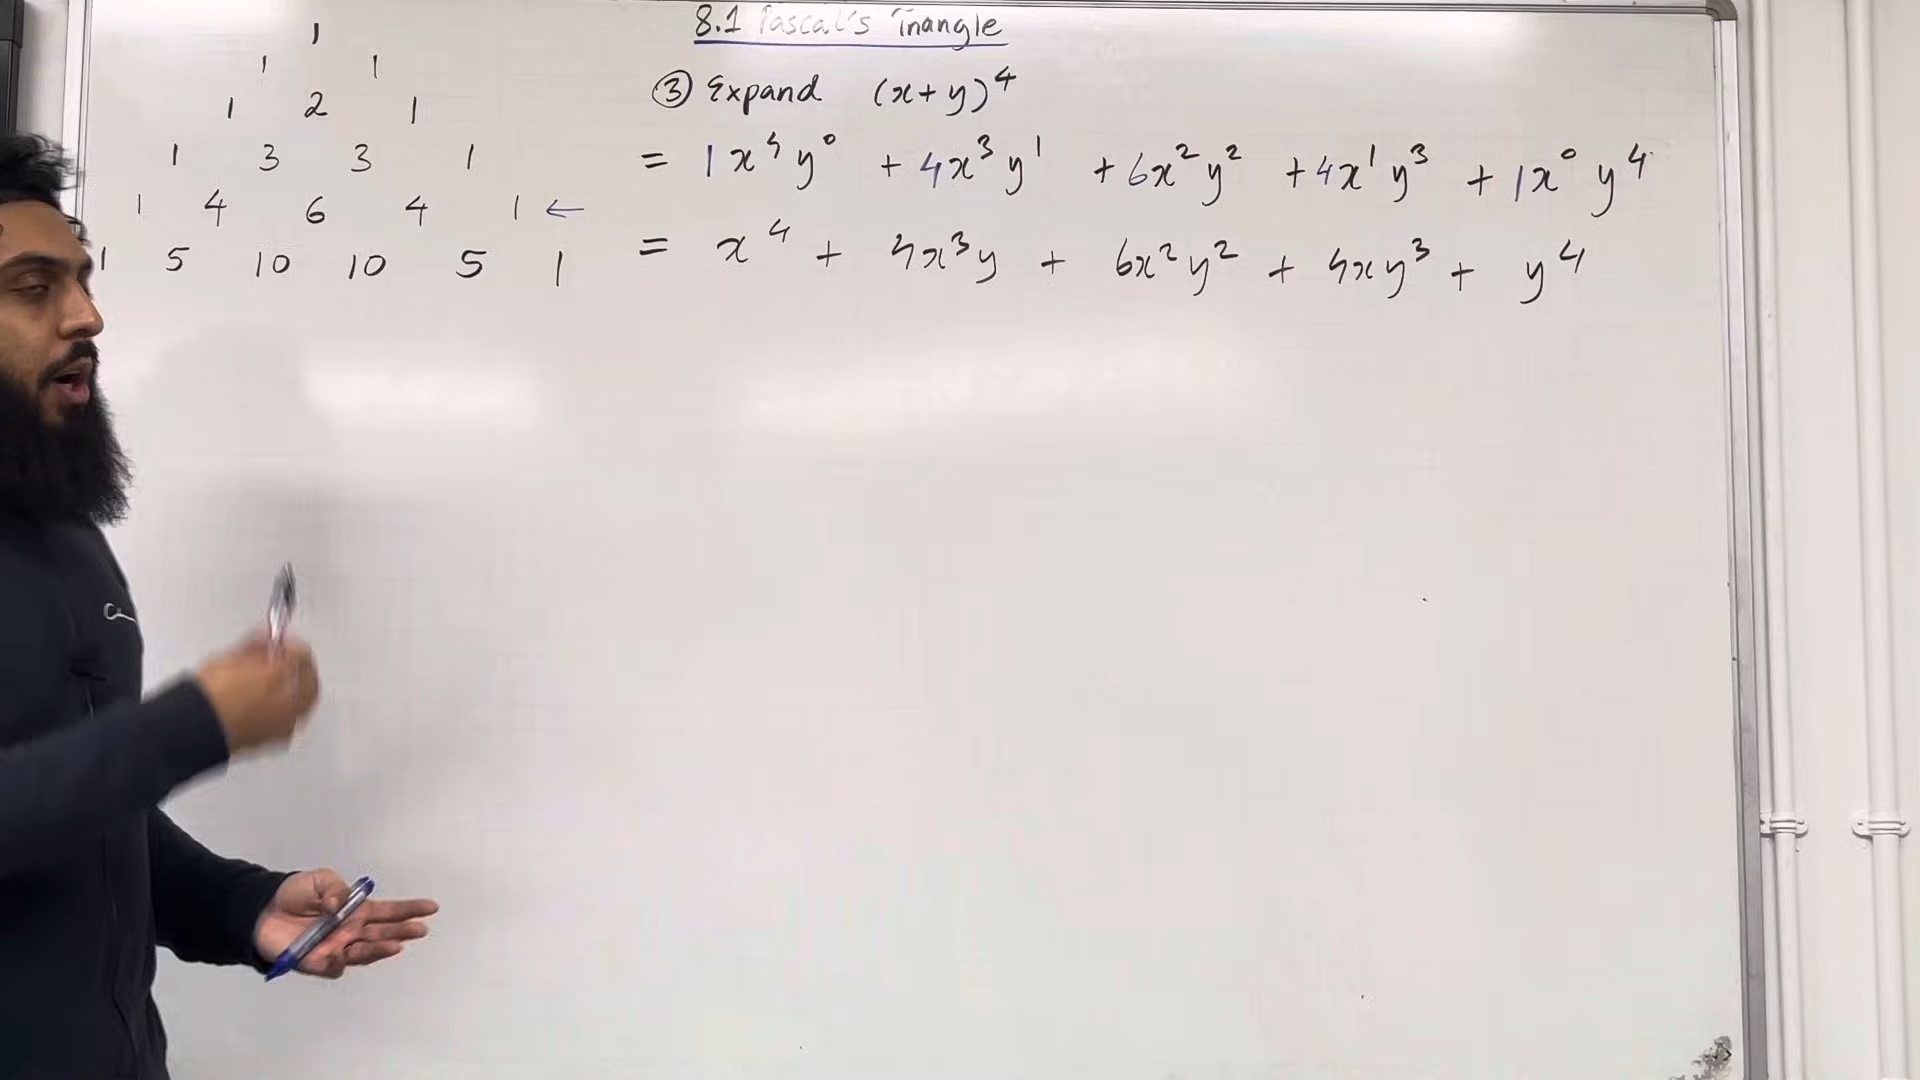 8.1 Pascal's Triangle
1
1 1
1 2 1
1 3 3 1
1 4 6 4 1 ←
1 5 10 10 5 1
③ Expand (x+y)⁴
= 1x⁴y⁰ + 4x³y¹ + 6x²y² + 4x¹y³ + 1x⁰y⁴
= x⁴ + 4x³y + 6x²y² + 4xy³ + y⁴